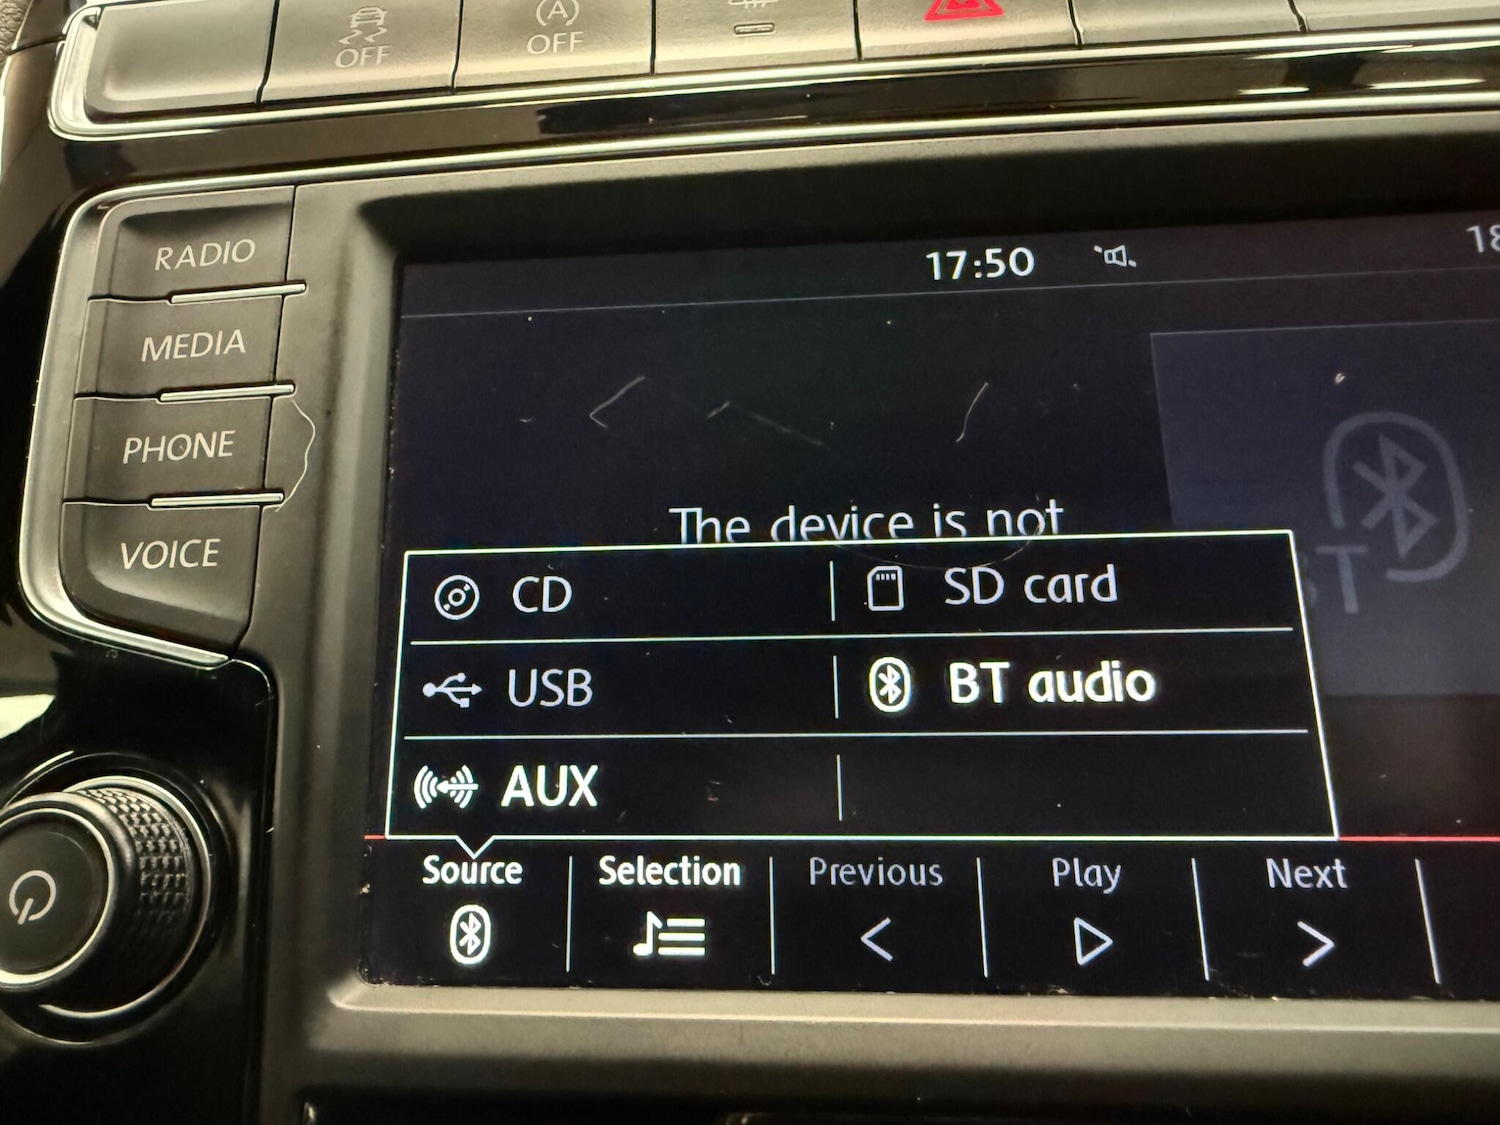 OFF
A
OFF
RADIO
MEDIA
PHONE
VOICE
17:50
18
The device is not
BT
CD
SD card
USB
BT audio
AUX
Source
Selection
Previous
Play
Next